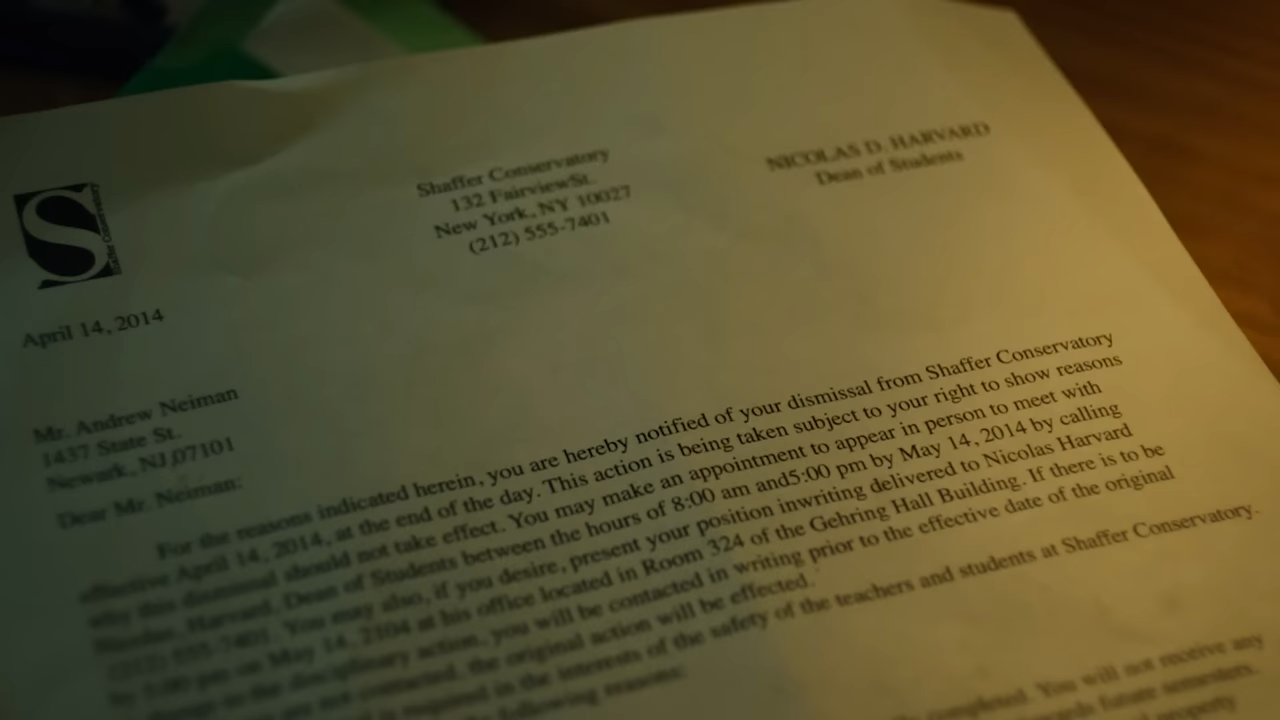 S
Shaffer Conservatory
Shaffer Conservatory
132 FairviewSt.
New York, NY 10027
(212) 555-7401
NICOLAS D. HARVARD
Dean of Students
April 14, 2014
Mr. Andrew Neiman
1437 State St.
Newark, NJ,07101
Dear Mr. Neiman:
For the reasons indicated herein, you are hereby notified of your dismissal from Shaffer Conservatory
effective April 14, 2014, at the end of the day. This action is being taken subject to your right to show reasons
why this dismissal should not take effect. You may make an appointment to appear in person to meet with
Harvard. Dean of Students between the hours of 8:00 am and5:00 pm by May 14, 2014 by calling
(212) 555-7401. You may also, if you desire, present your position inwriting delivered to Nicolas Harvard
by 5:00 pm on May 14, 2104 at his office located in Room 324 of the Gehring Hall Building. If there is to be
in the disciplinary action, you will be contacted in writing prior to the effective date of the original
are not contacted, the original action will be effected.
is required in the interests of the safety of the teachers and students at Shaffer Conservatory.
following reasons:
completed. You will not receive any
future semesters.
property